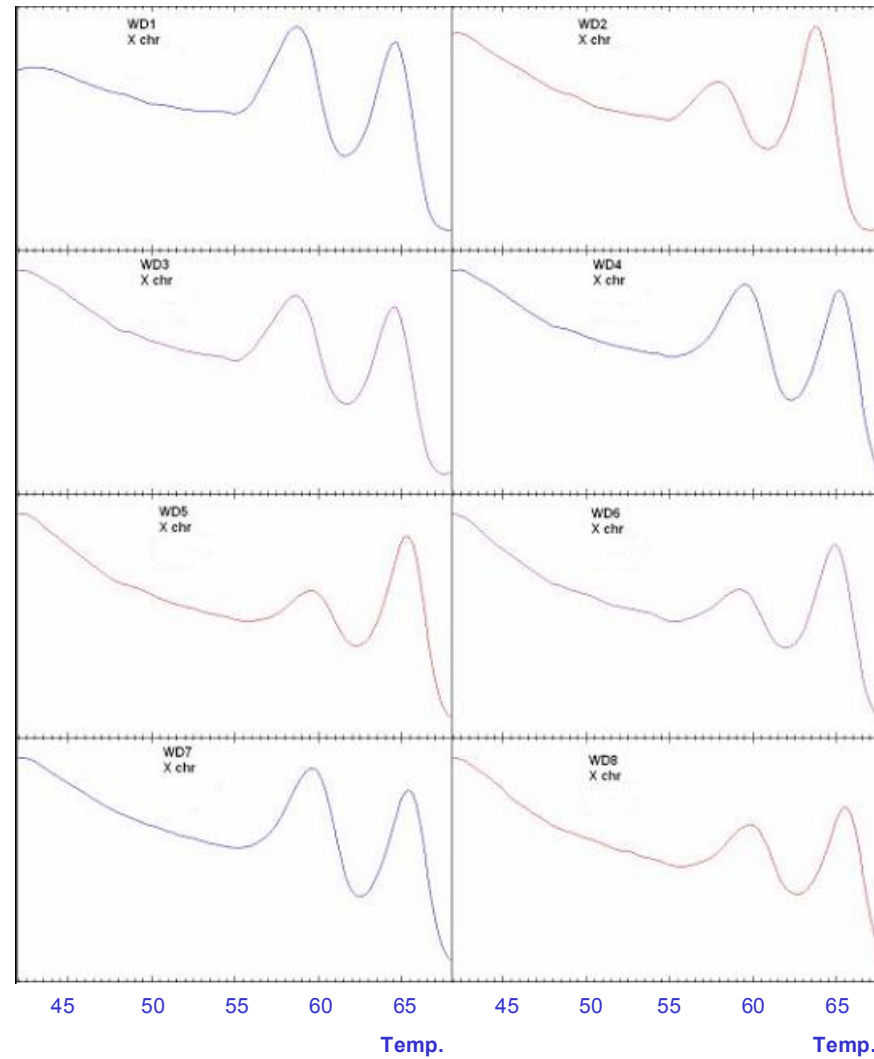 WD1
X chr
WD2
X chr
WD3
X chr
WD4
X chr
WD5
X chr
WD6
X chr
WD7
X chr
WD8
X chr
45 50 55 60 65 45 50 55 60 65
Temp. Temp.